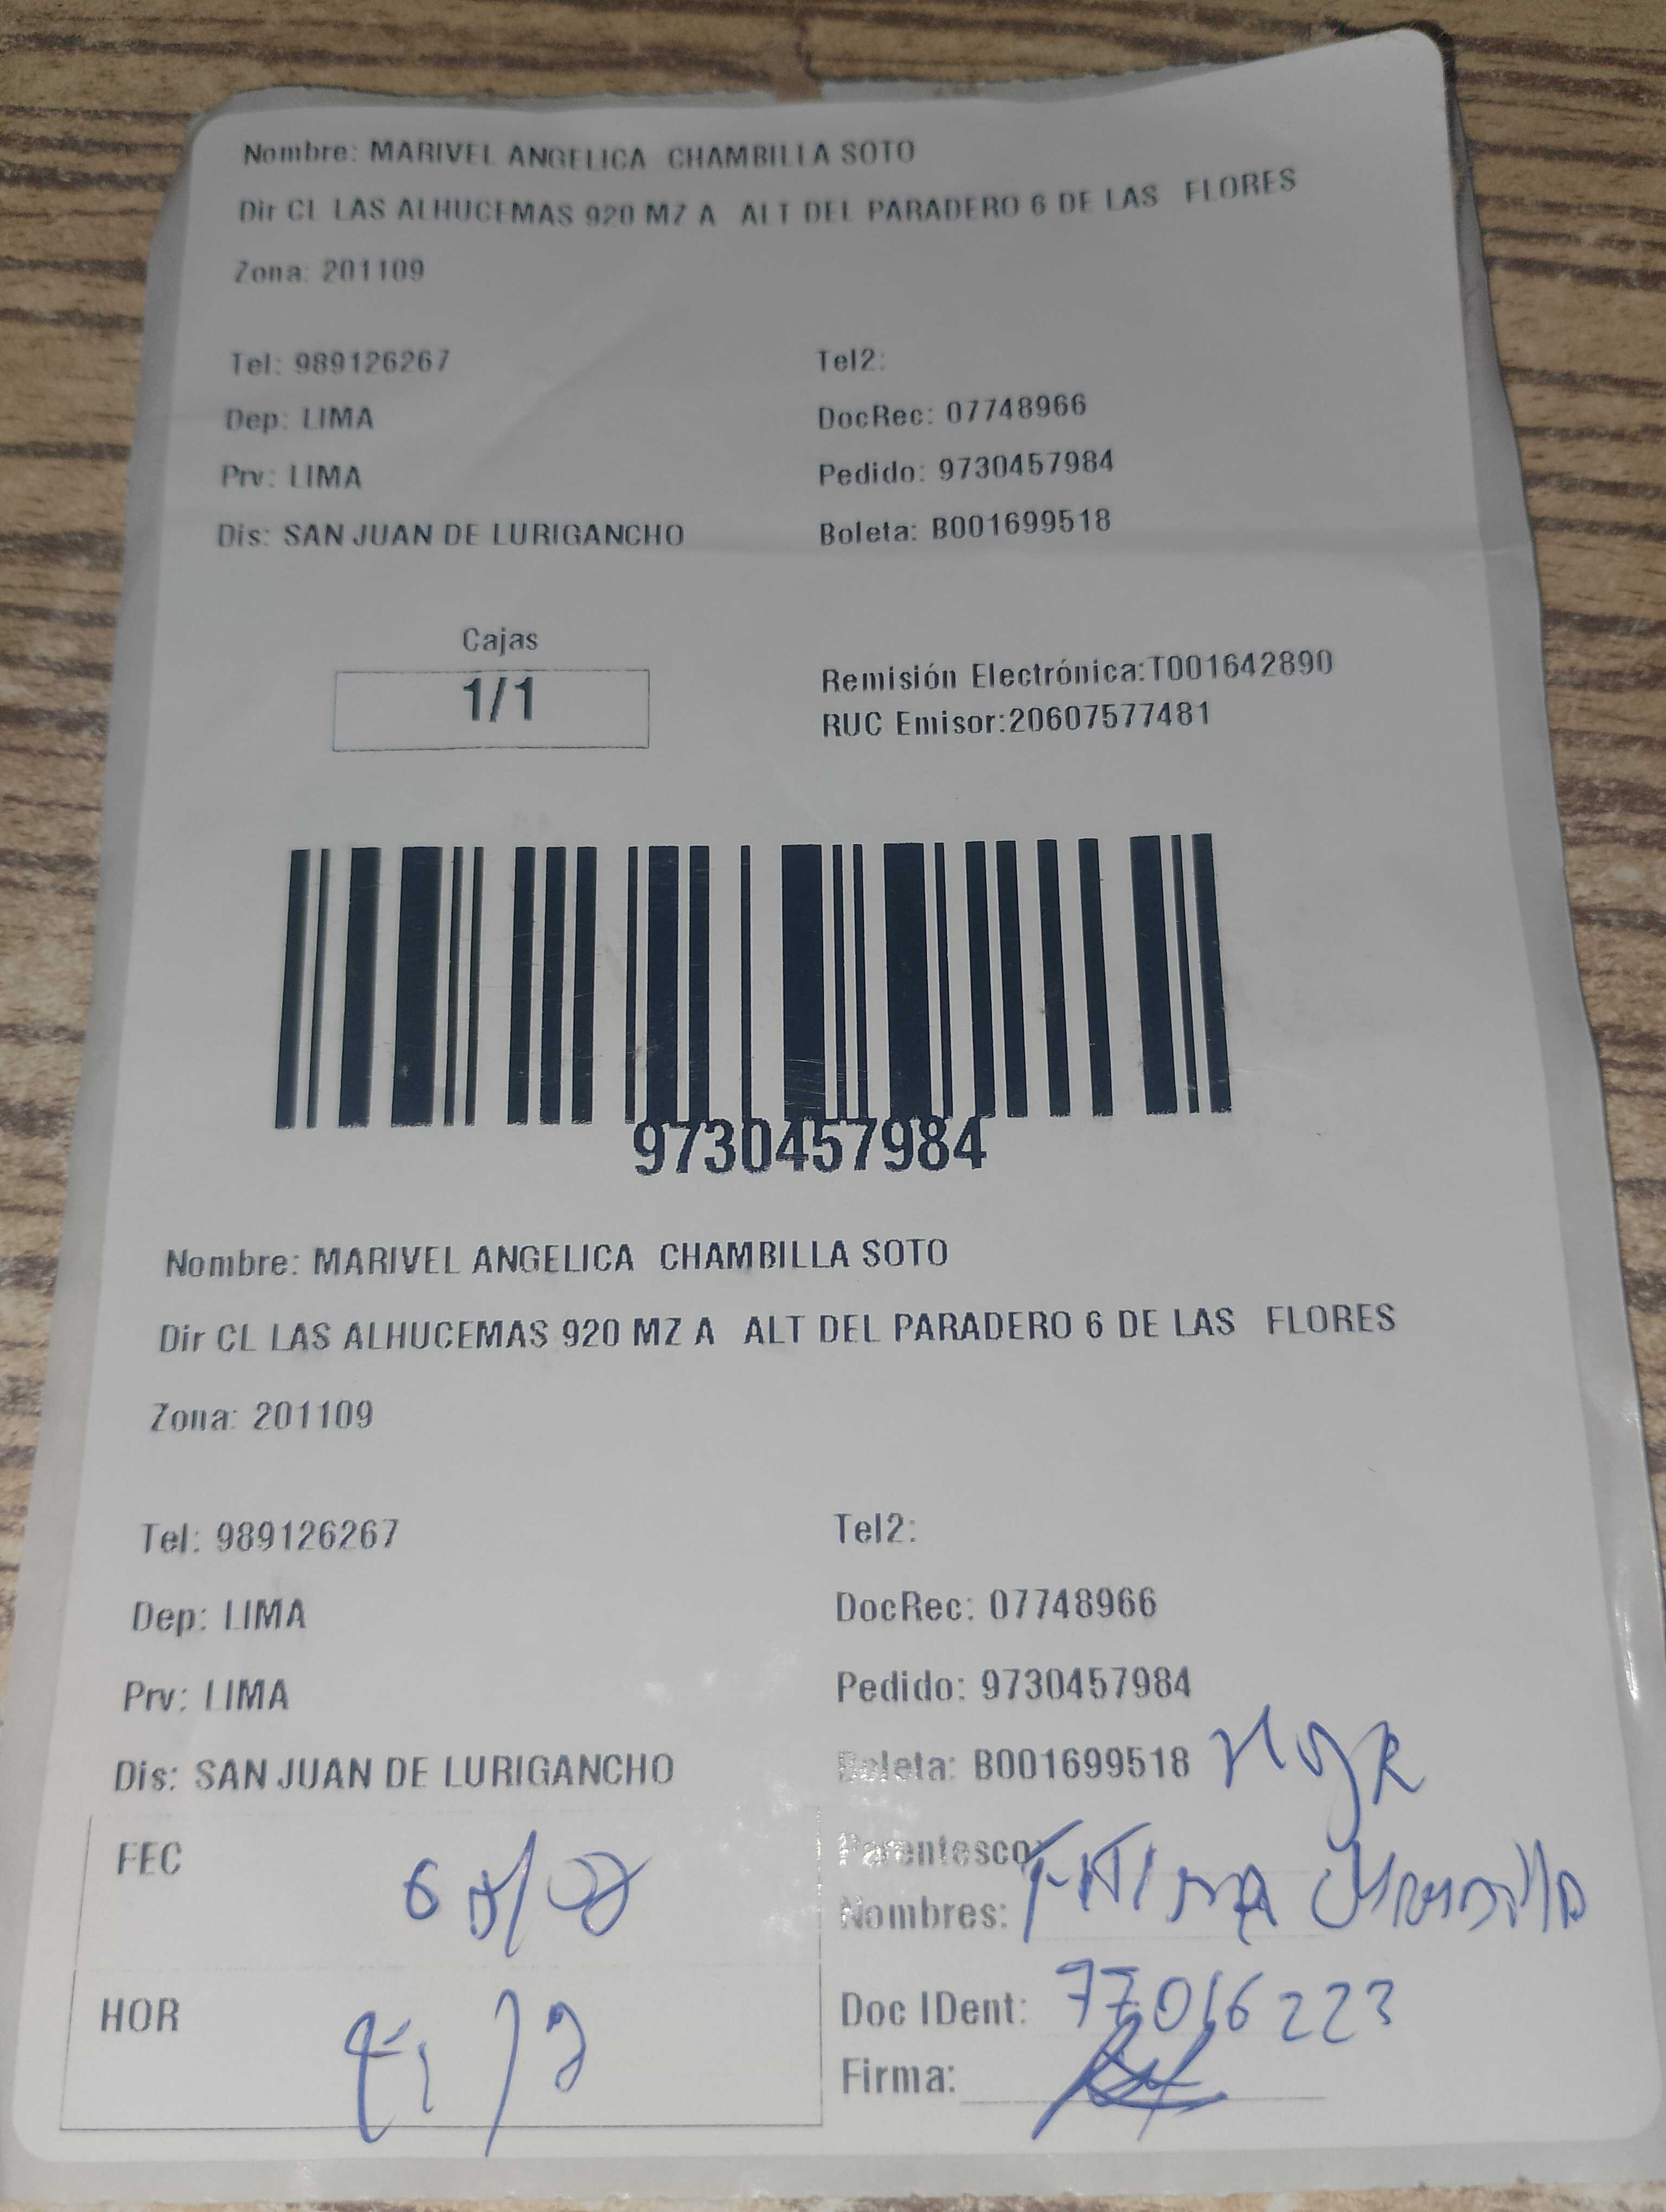 Nombre: MARIVEL ANGELICA  CHAMBILLA SOTO
Dir CL LAS ALHUCEMAS 920 MZ A  ALT DEL PARADERO 6 DE LAS  FLORES
Zona: 201109
Tel: 989126267
Tel2:
Dep: LIMA
DocRec: 07748966
Prv: LIMA
Pedido: 9730457984
Dis: SAN JUAN DE LURIGANCHO
Boleta: B001699518
Cajas
1/1
Remisión Electrónica:T001642890
RUC Emisor:20607577481
9730457984
Nombre: MARIVEL ANGELICA  CHAMBILLA SOTO
Dir CL LAS ALHUCEMAS 920 MZ A  ALT DEL PARADERO 6 DE LAS  FLORES
Zona: 201109
Tel: 989126267
Tel2:
Dep: LIMA
DocRec: 07748966
Prv: LIMA
Pedido: 9730457984
Dis: SAN JUAN DE LURIGANCHO
Boleta: B001699518
FEC
Parentesco:
Nombres: FATIMA Chambilla
HOR
Doc IDent: 77016223
Firma: